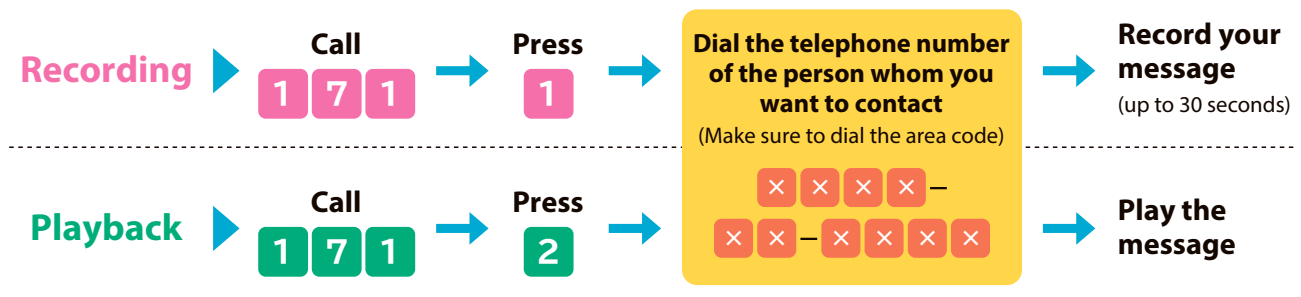 Recording
Call
1 7 1
Press
1
Dial the telephone number
of the person whom you
want to contact
(Make sure to dial the area code)
× × × × –
× × – × × × ×
Record your
message
(up to 30 seconds)
Playback
Call
1 7 1
Press
2
Play the
message